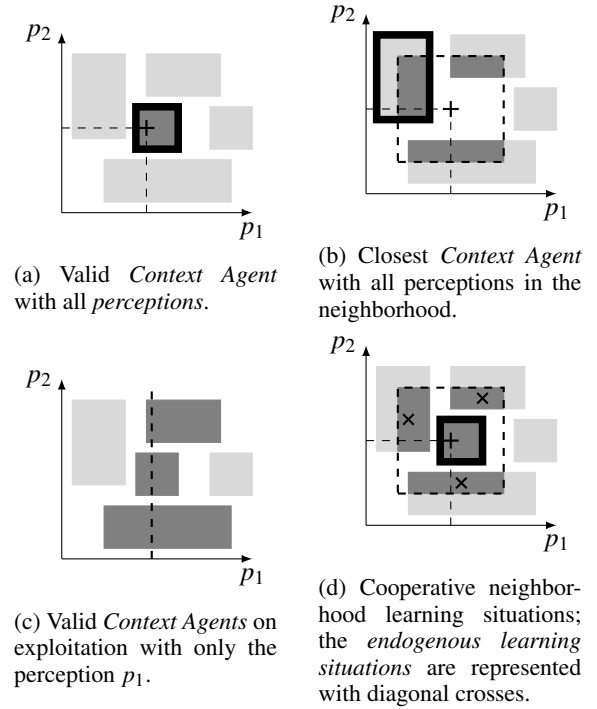 p2
p1
(a) Valid Context Agent
with all perceptions.
p2
p1
(b) Closest Context Agent
with all perceptions in the
neighborhood.
p2
p1
(c) Valid Context Agents on
exploitation with only the
perception p1.
p2
p1
(d) Cooperative neighbor-
hood learning situations;
the endogenous learning
situations are represented
with diagonal crosses.